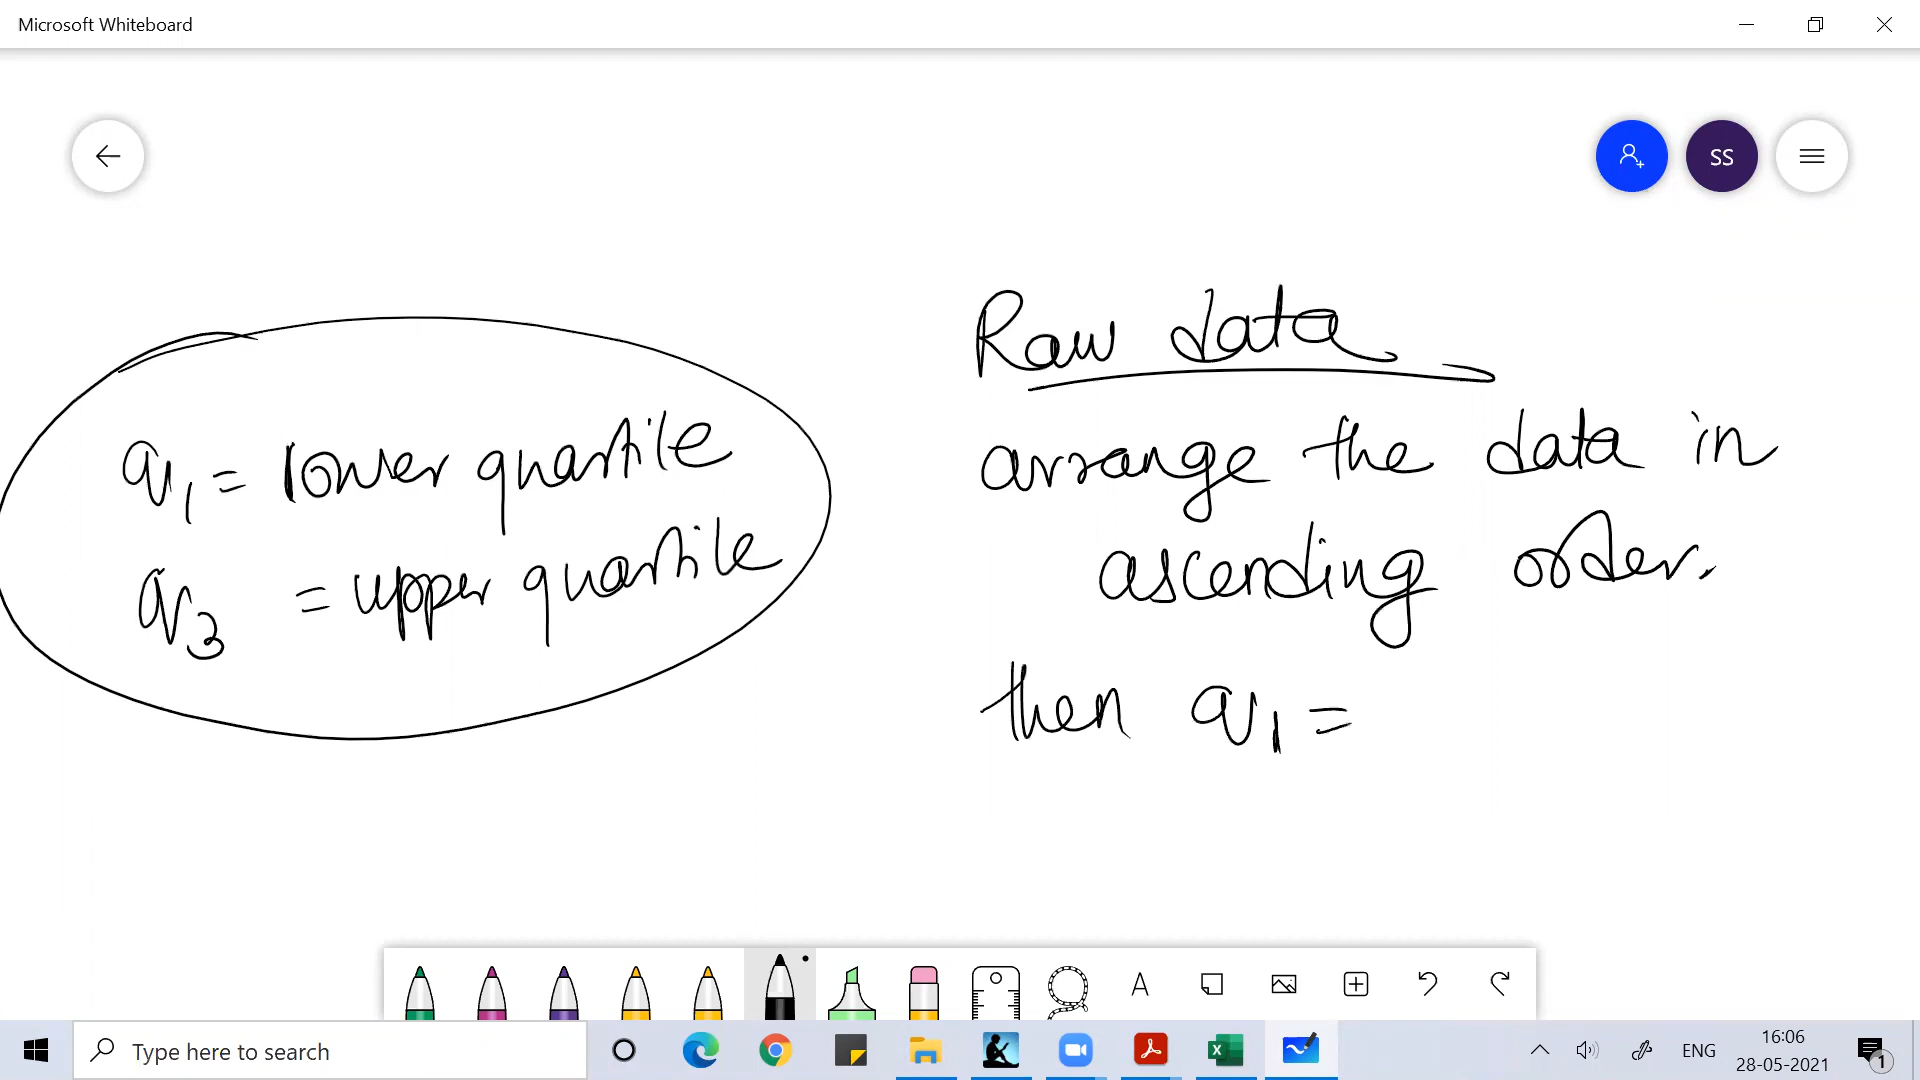 Microsoft Whiteboard
SS
Q1 = lower quartile
Q3 = upper quartile
Raw data
arrange the data in
ascending order.
then Q1 =
A
Type here to search
ENG
16:06
28-05-2021
1